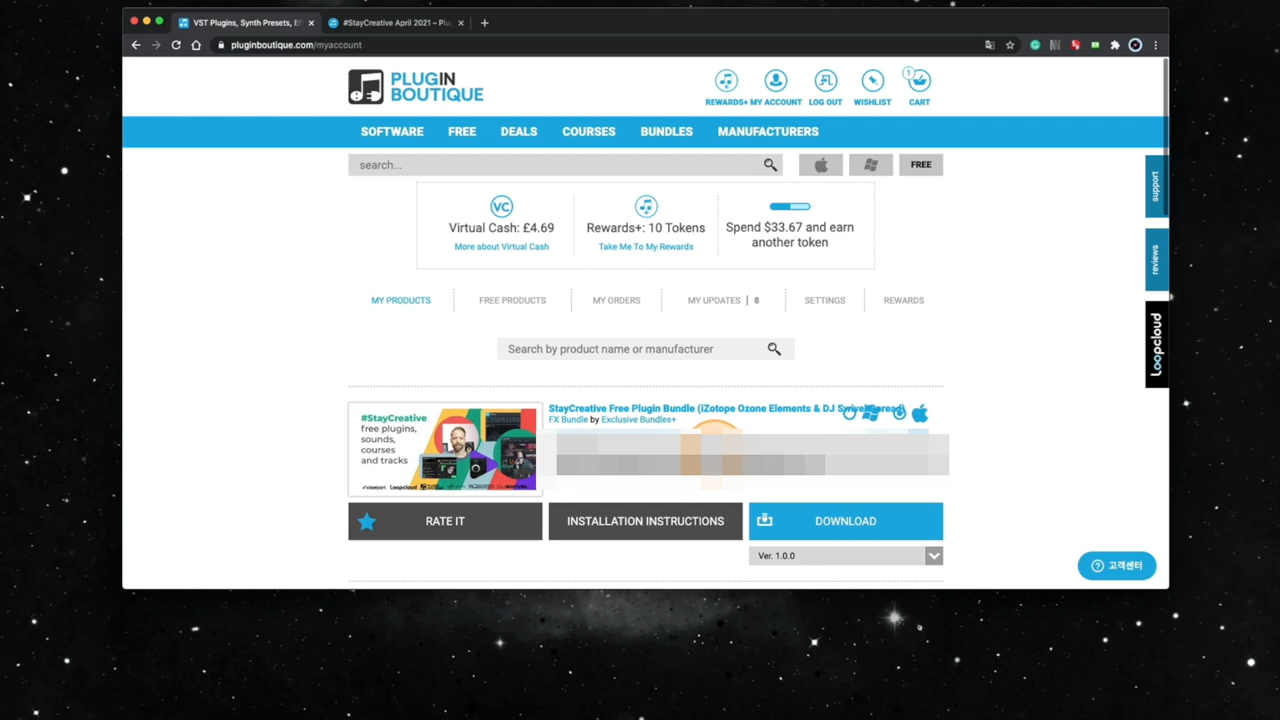 VST Plugins, Synth Presets, Ef
#StayCreative April 2021 – Plu
pluginboutique.com/myaccount
PLUGIN
BOUTIQUE
REWARDS+
MY ACCOUNT
LOG OUT
WISHLIST
1
CART
SOFTWARE
FREE
DEALS
COURSES
BUNDLES
MANUFACTURERS
search...
FREE
support
reviews
Loopcloud
VC
Virtual Cash: £4.69
More about Virtual Cash
Rewards+: 10 Tokens
Take Me To My Rewards
Spend $33.67 and earn
another token
MY PRODUCTS
FREE PRODUCTS
MY ORDERS
MY UPDATES | 8
SETTINGS
REWARDS
Search by product name or manufacturer
#StayCreative
free plugins,
sounds,
courses
and tracks
Loopcloud
StayCreative Free Plugin Bundle (iZotope Ozone Elements & DJ Swivel Spread)
FX Bundle by Exclusive Bundles+
RATE IT
INSTALLATION INSTRUCTIONS
DOWNLOAD
Ver. 1.0.0
고객센터